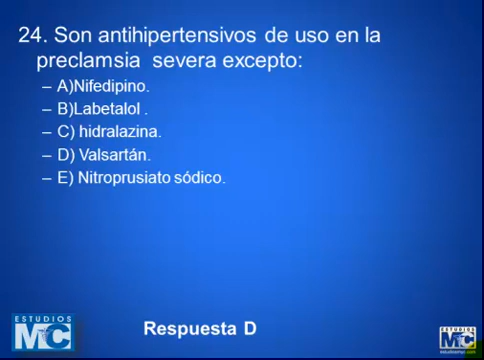 24. Son antihipertensivos de uso en la
preclamsia severa excepto:
– A)Nifedipino.
– B)Labetalol .
– C) hidralazina.
– D) Valsartán.
– E) Nitroprusiato sódico.
ESTUDIOS
MC
Respuesta D
ESTUDIOS
MC